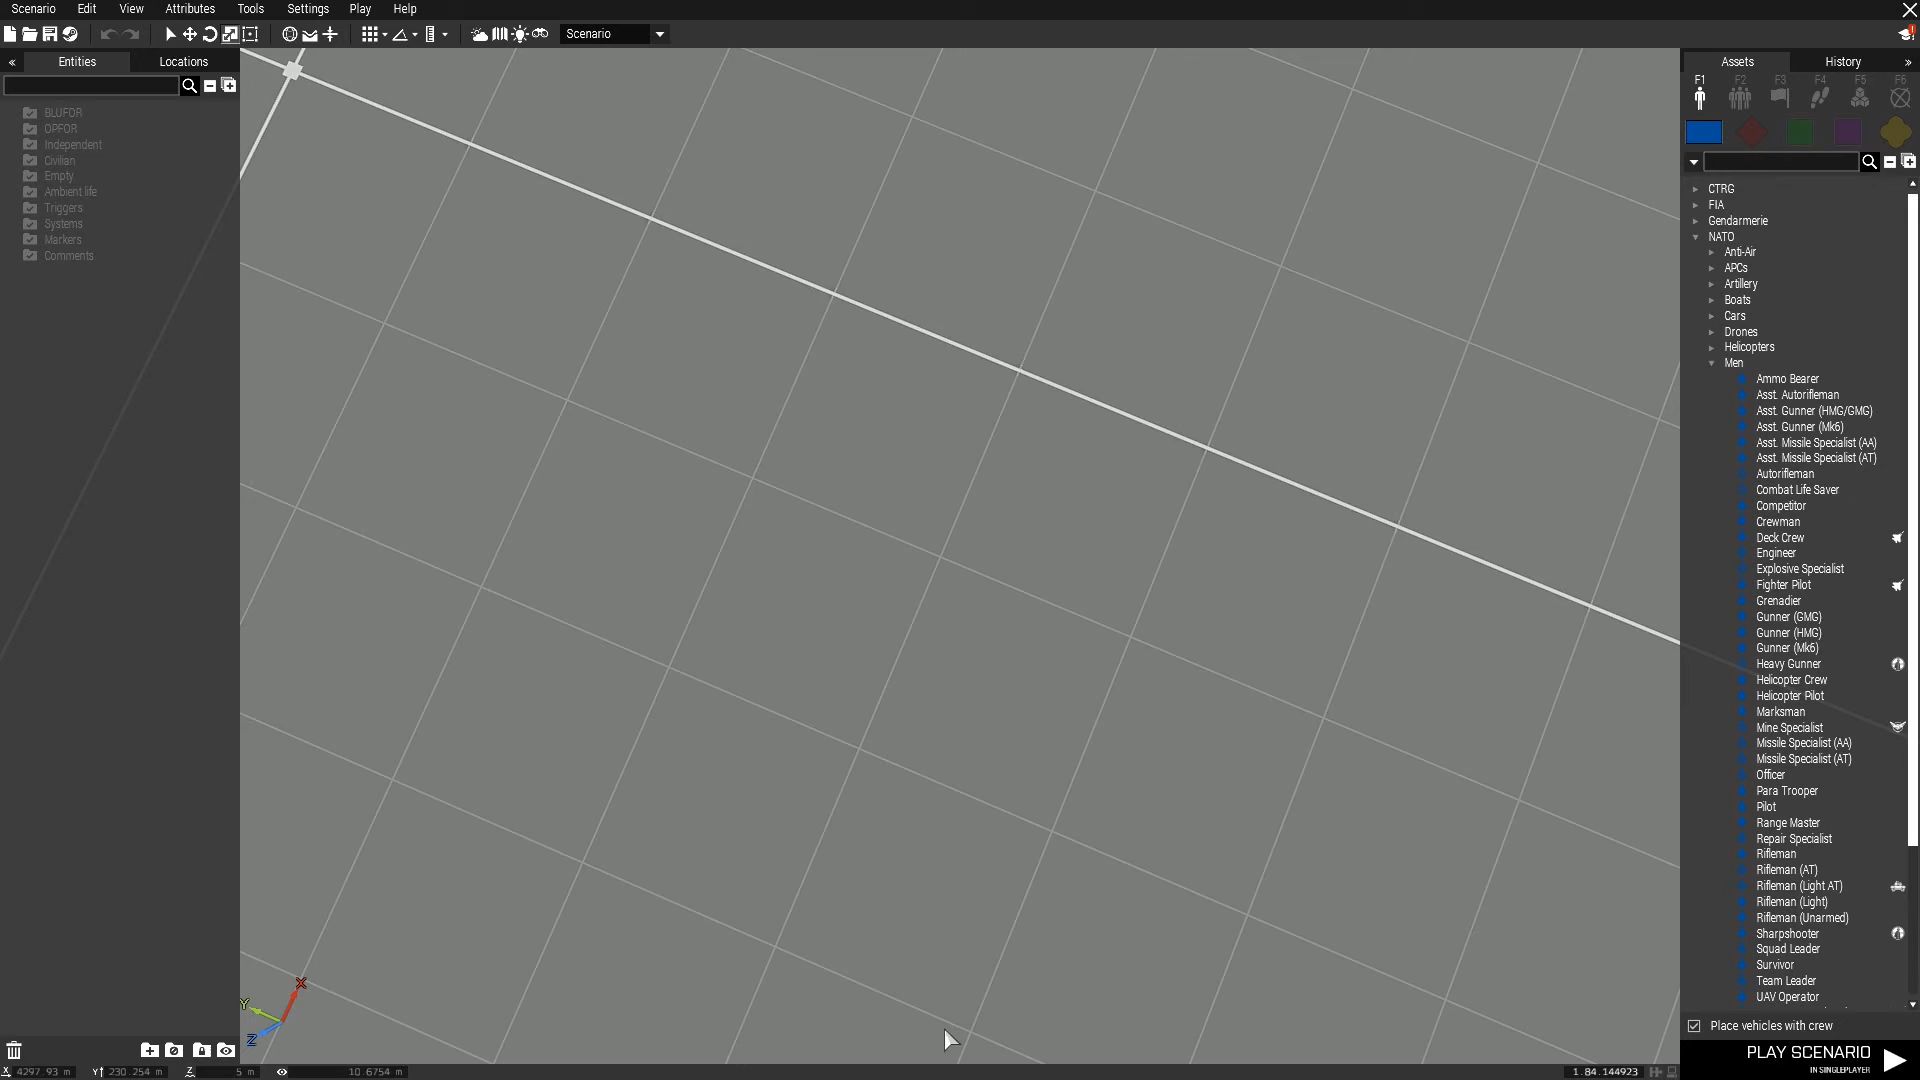 Scenario Edit View Attributes Tools Settings Play Help
Scenario
Entities Locations
BLUFOR
OPFOR
Independent
Civilian
Empty
Ambient life
Triggers
Systems
Markers
Comments
X
Y
Z
Assets History
F1 F2 F3 F4 F5 F6
CTRG
FIA
Gendarmerie
NATO
Anti-Air
APCs
Artillery
Boats
Cars
Drones
Helicopters
Men
Ammo Bearer
Asst. Autorifleman
Asst. Gunner (HMG/GMG)
Asst. Gunner (Mk6)
Asst. Missile Specialist (AA)
Asst. Missile Specialist (AT)
Autorifleman
Combat Life Saver
Competitor
Crewman
Deck Crew
Engineer
Explosive Specialist
Fighter Pilot
Grenadier
Gunner (GMG)
Gunner (HMG)
Gunner (Mk6)
Heavy Gunner
Helicopter Crew
Helicopter Pilot
Marksman
Mine Specialist
Missile Specialist (AA)
Missile Specialist (AT)
Officer
Para Trooper
Pilot
Range Master
Repair Specialist
Rifleman
Rifleman (AT)
Rifleman (Light AT)
Rifleman (Light)
Rifleman (Unarmed)
Sharpshooter
Squad Leader
Survivor
Team Leader
UAV Operator
Place vehicles with crew
PLAY SCENARIO
IN SINGLEPLAYER
X 4297.93 m Y 230.254 m Z 5 m 10.6754 m 1.84.144923